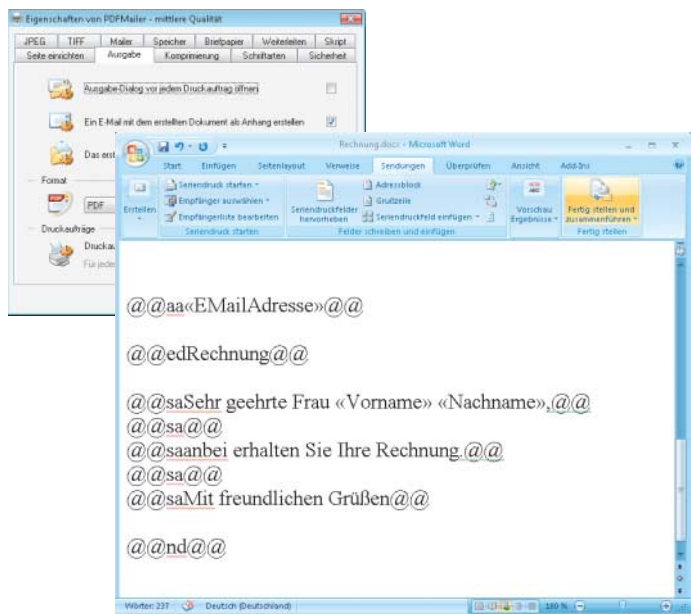 Eigenschaften von PDFMailer - mittlere Qualität
JPEG TIFF Mailer Speicher Briefpapier Weiterleiten Skript
Seite einrichten Ausgabe Komprimierung Schriftarten Sicherheit
Ausgabe-Dialog vor jedem Druckauftrag öffnen
Ein E-Mail mit dem erstellten Dokument als Anhang erstellen
Das erst
Format
PDF
Druckaufträge
Druckau
Für jede
Rechnung.docx - Microsoft Word
Start Einfügen Seitenlayout Verweise Sendungen Überprüfen Ansicht Add-Ins
Erstellen
Seriendruck starten
Empfänger auswählen
Empfängerliste bearbeiten
Seriendruck starten
Seriendruckfelder hervorheben
Adressblock
Grußzeile
Seriendruckfeld einfügen
Felder schreiben und einfügen
Vorschau Ergebnisse
Fertig stellen und zusammenführen
Fertig stellen
@@aa«EMailAdresse»@@
@@edRechnung@@
@@saSehr geehrte Frau «Vorname» «Nachname»,@@
@@sa@@
@@saanbei erhalten Sie Ihre Rechnung.@@
@@sa@@
@@saMit freundlichen Grüßen@@
@@nd@@
Wörter: 237 Deutsch (Deutschland)